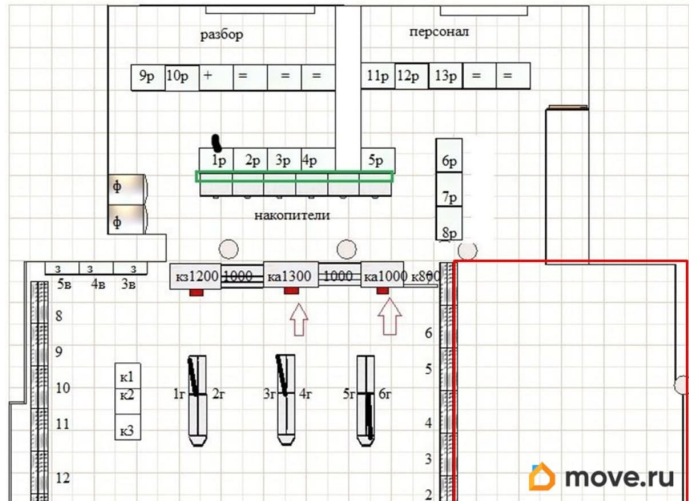 разбор
персонал
9р 10р + = = =
11р 12р 13р = =
1р 2р 3р 4р 5р
6р
7р
8р
ф
ф
накопители
з з з
5в 4в 3в
кз1200 1000 ка1300 1000 ка1000 к800
8
9
10
11
12
к1
к2
к3
1г 2г 3г 4г 5г 6г
6
5
4
3
2
move.ru